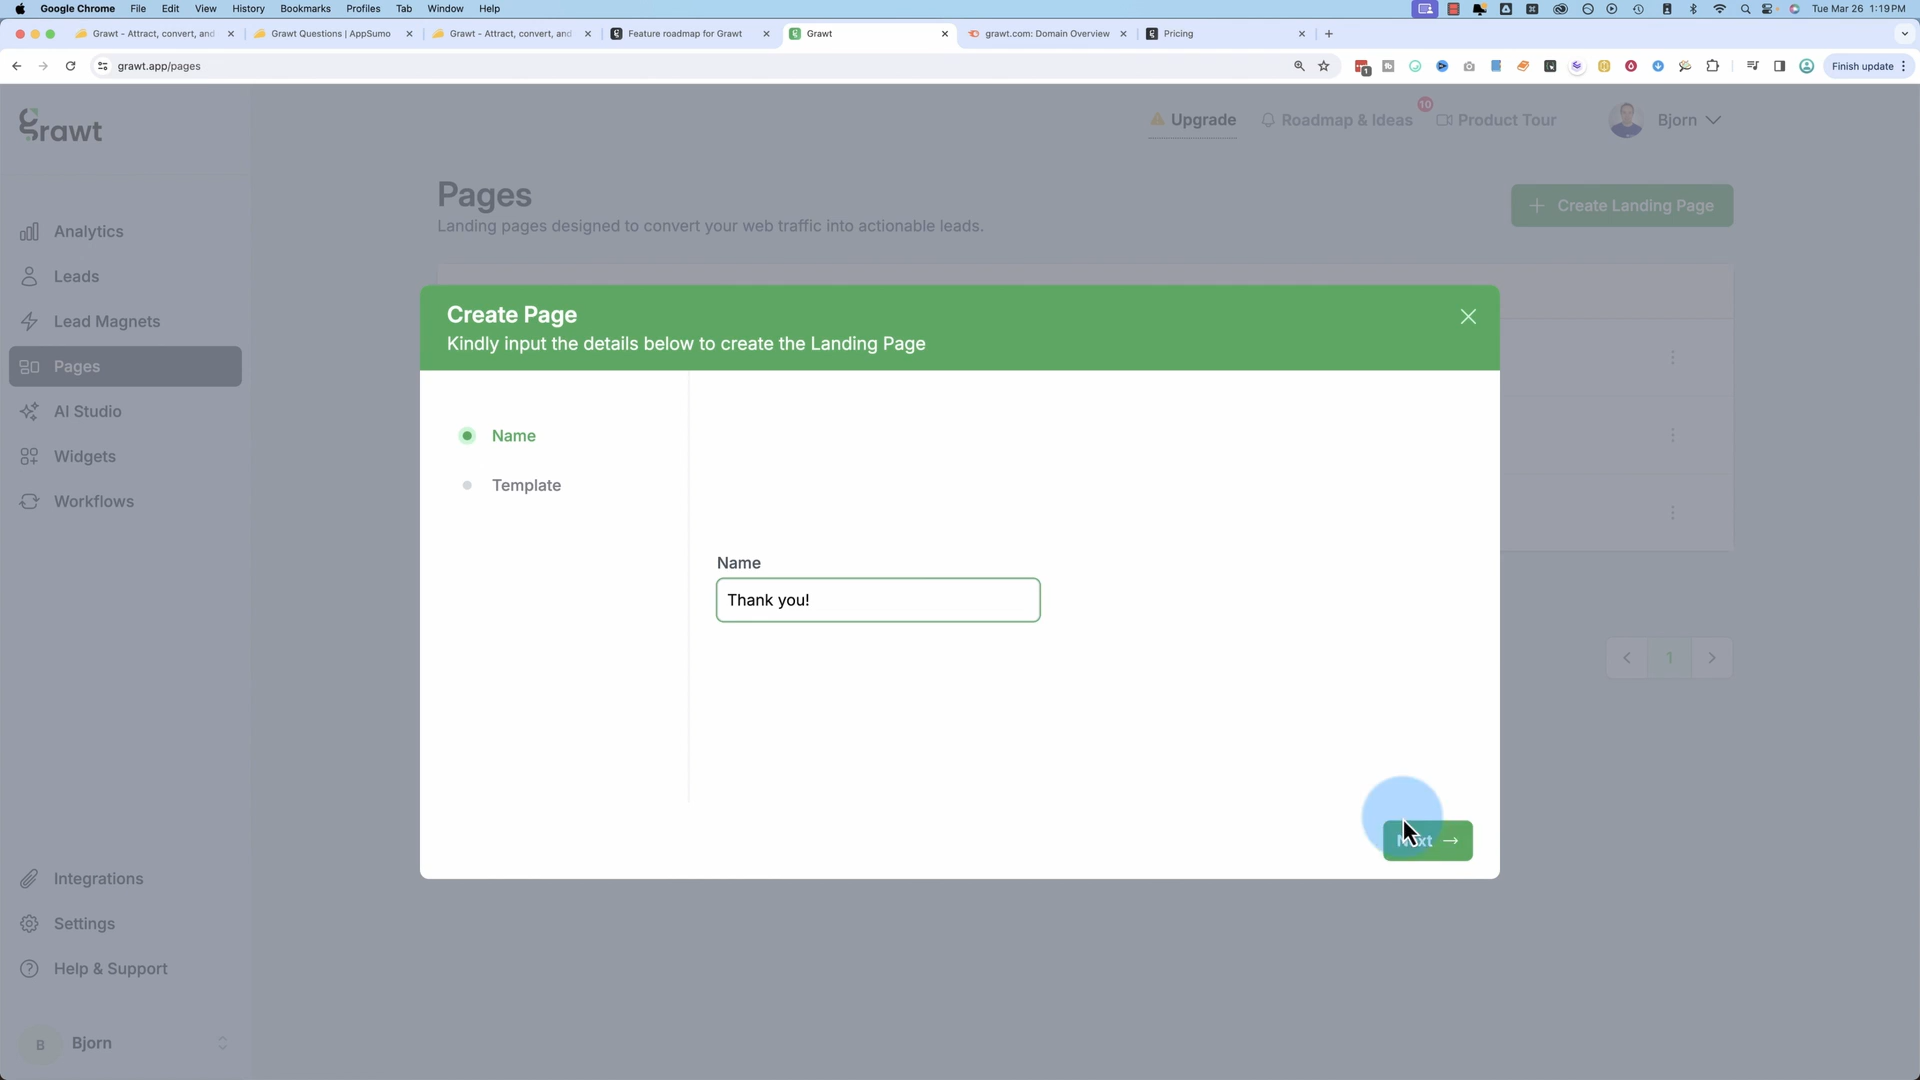 Google Chrome File Edit View History Bookmarks Profiles Tab Window Help Tue Mar 26 1:19 PM
Grawt - Attract, convert, and Grawt Questions | AppSumo Grawt - Attract, convert, and Feature roadmap for Grawt Grawt grawt.com: Domain Overview Pricing
grawt.app/pages 1 Finish update
grawt
Upgrade Roadmap & Ideas 10 Product Tour Bjorn
Pages
Landing pages designed to convert your web traffic into actionable leads.
Create Landing Page
Analytics
Leads
Lead Magnets
Pages
AI Studio
Widgets
Workflows
Create Page
Kindly input the details below to create the Landing Page
Name
Template
Name
Thank you!
Next
1
Integrations
Settings
Help & Support
B Bjorn